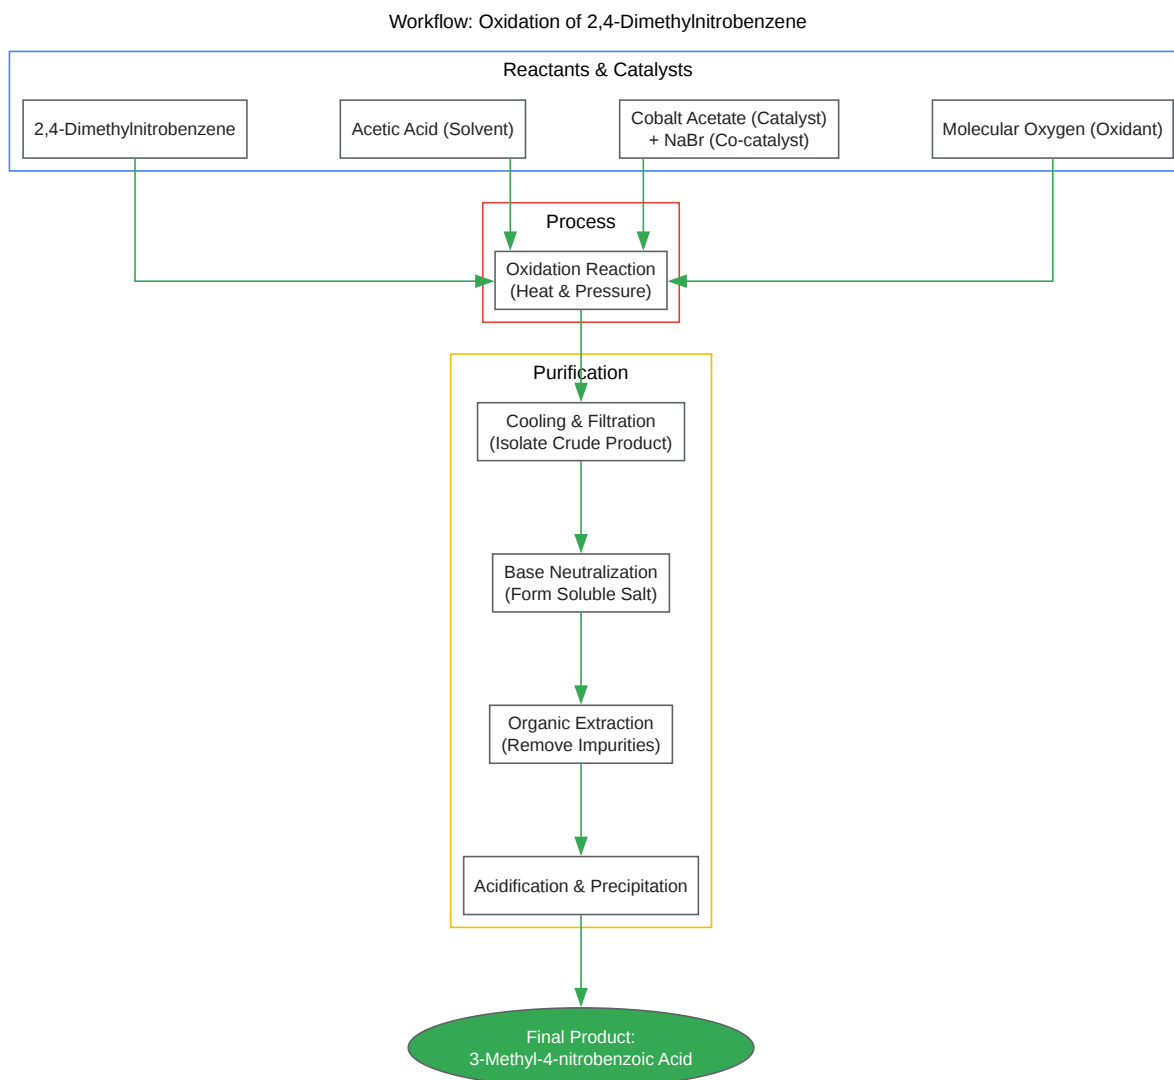 Workflow: Oxidation of 2,4-Dimethylnitrobenzene
Reactants & Catalysts
2,4-Dimethylnitrobenzene
Acetic Acid (Solvent)
Cobalt Acetate (Catalyst)
+ NaBr (Co-catalyst)
Molecular Oxygen (Oxidant)
Process
Oxidation Reaction
(Heat & Pressure)
Purification
Cooling & Filtration
(Isolate Crude Product)
Base Neutralization
(Form Soluble Salt)
Organic Extraction
(Remove Impurities)
Acidification & Precipitation
Final Product:
3-Methyl-4-nitrobenzoic Acid